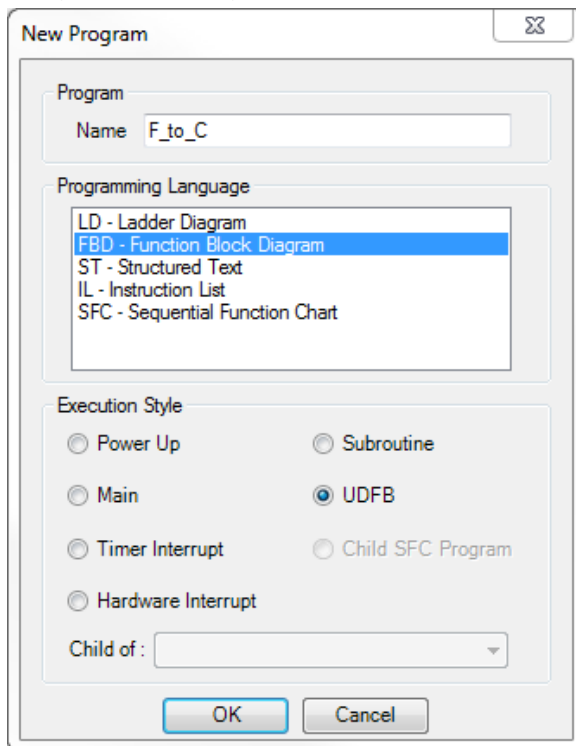 New Program
Program
Name F_to_C
Programming Language
LD - Ladder Diagram
FBD - Function Block Diagram
ST - Structured Text
IL - Instruction List
SFC - Sequential Function Chart
Execution Style
Power Up Subroutine
Main UDFB
Timer Interrupt Child SFC Program
Hardware Interrupt
Child of :
OK Cancel